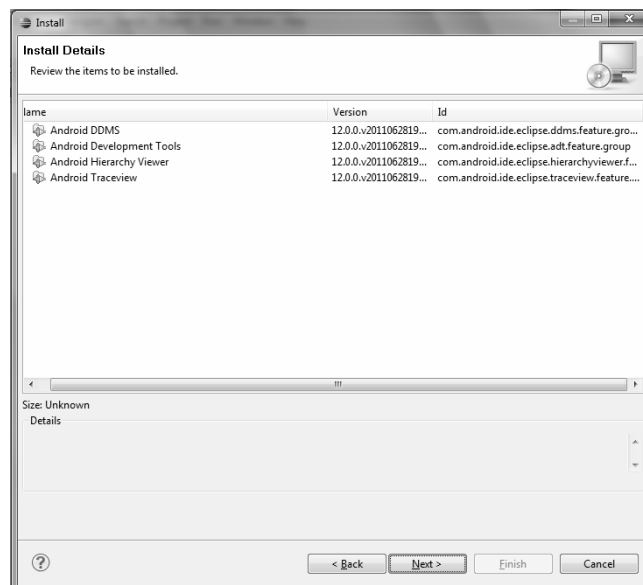 Install
Install Details
Review the items to be installed.
lame Version Id
Android DDMS 12.0.0.v2011062819... com.android.ide.eclipse.ddms.feature.gro...
Android Development Tools 12.0.0.v2011062819... com.android.ide.eclipse.adt.feature.group
Android Hierarchy Viewer 12.0.0.v2011062819... com.android.ide.eclipse.hierarchyviewer.f...
Android Traceview 12.0.0.v2011062819... com.android.ide.eclipse.traceview.feature....
Size: Unknown
Details
< Back Next > Finish Cancel